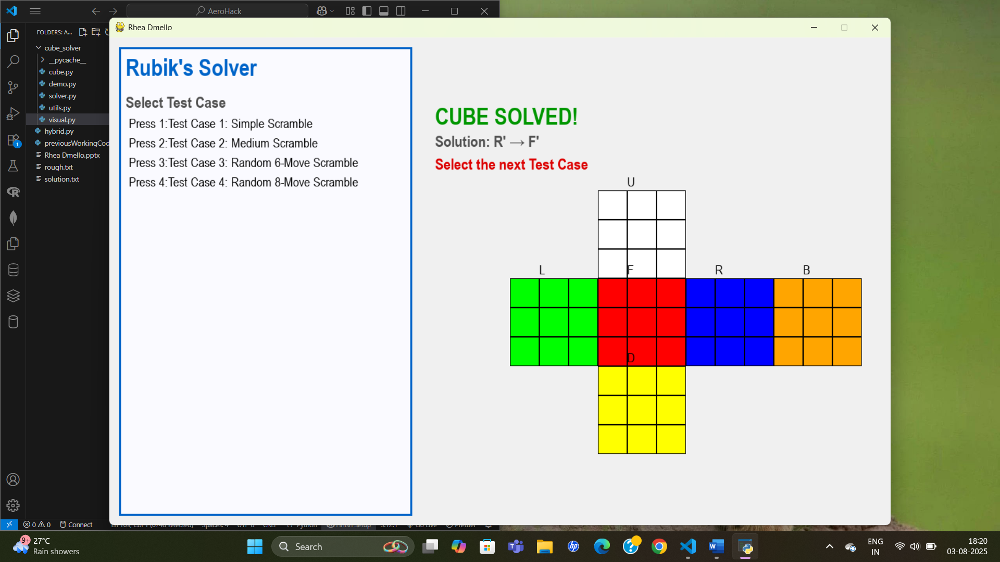 AeroHack
FOLDERS: A...
cube_solver
__pycache__
cube.py
demo.py
solver.py
utils.py
visual.py
hybrid.py
previousWorkingCod
Rhea Dmello.pptx
rough.txt
solution.txt
1
0 0 Connect
Rhea Dmello
Rubik's Solver
Select Test Case
Press 1:Test Case 1: Simple Scramble
Press 2:Test Case 2: Medium Scramble
Press 3:Test Case 3: Random 6-Move Scramble
Press 4:Test Case 4: Random 8-Move Scramble
CUBE SOLVED!
Solution: R' → F'
Select the next Test Case
U
L F R B
D
9+
27°C
Rain showers
Search
ENG
IN
18:20
03-08-2025